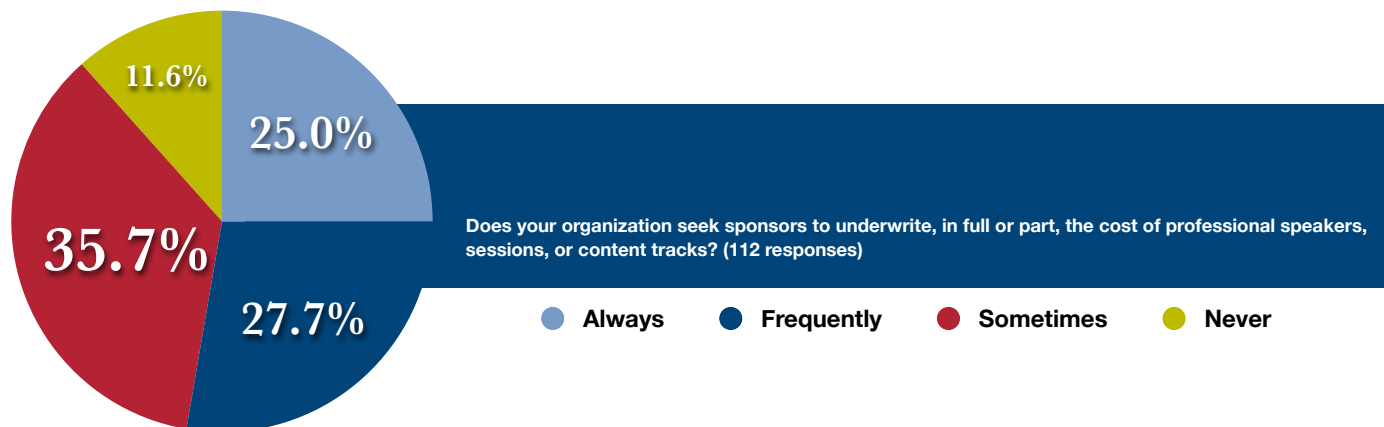 11.6%
25.0%
35.7%
27.7%
Does your organization seek sponsors to underwrite, in full or part, the cost of professional speakers,
sessions, or content tracks? (112 responses)
Always Frequently Sometimes Never